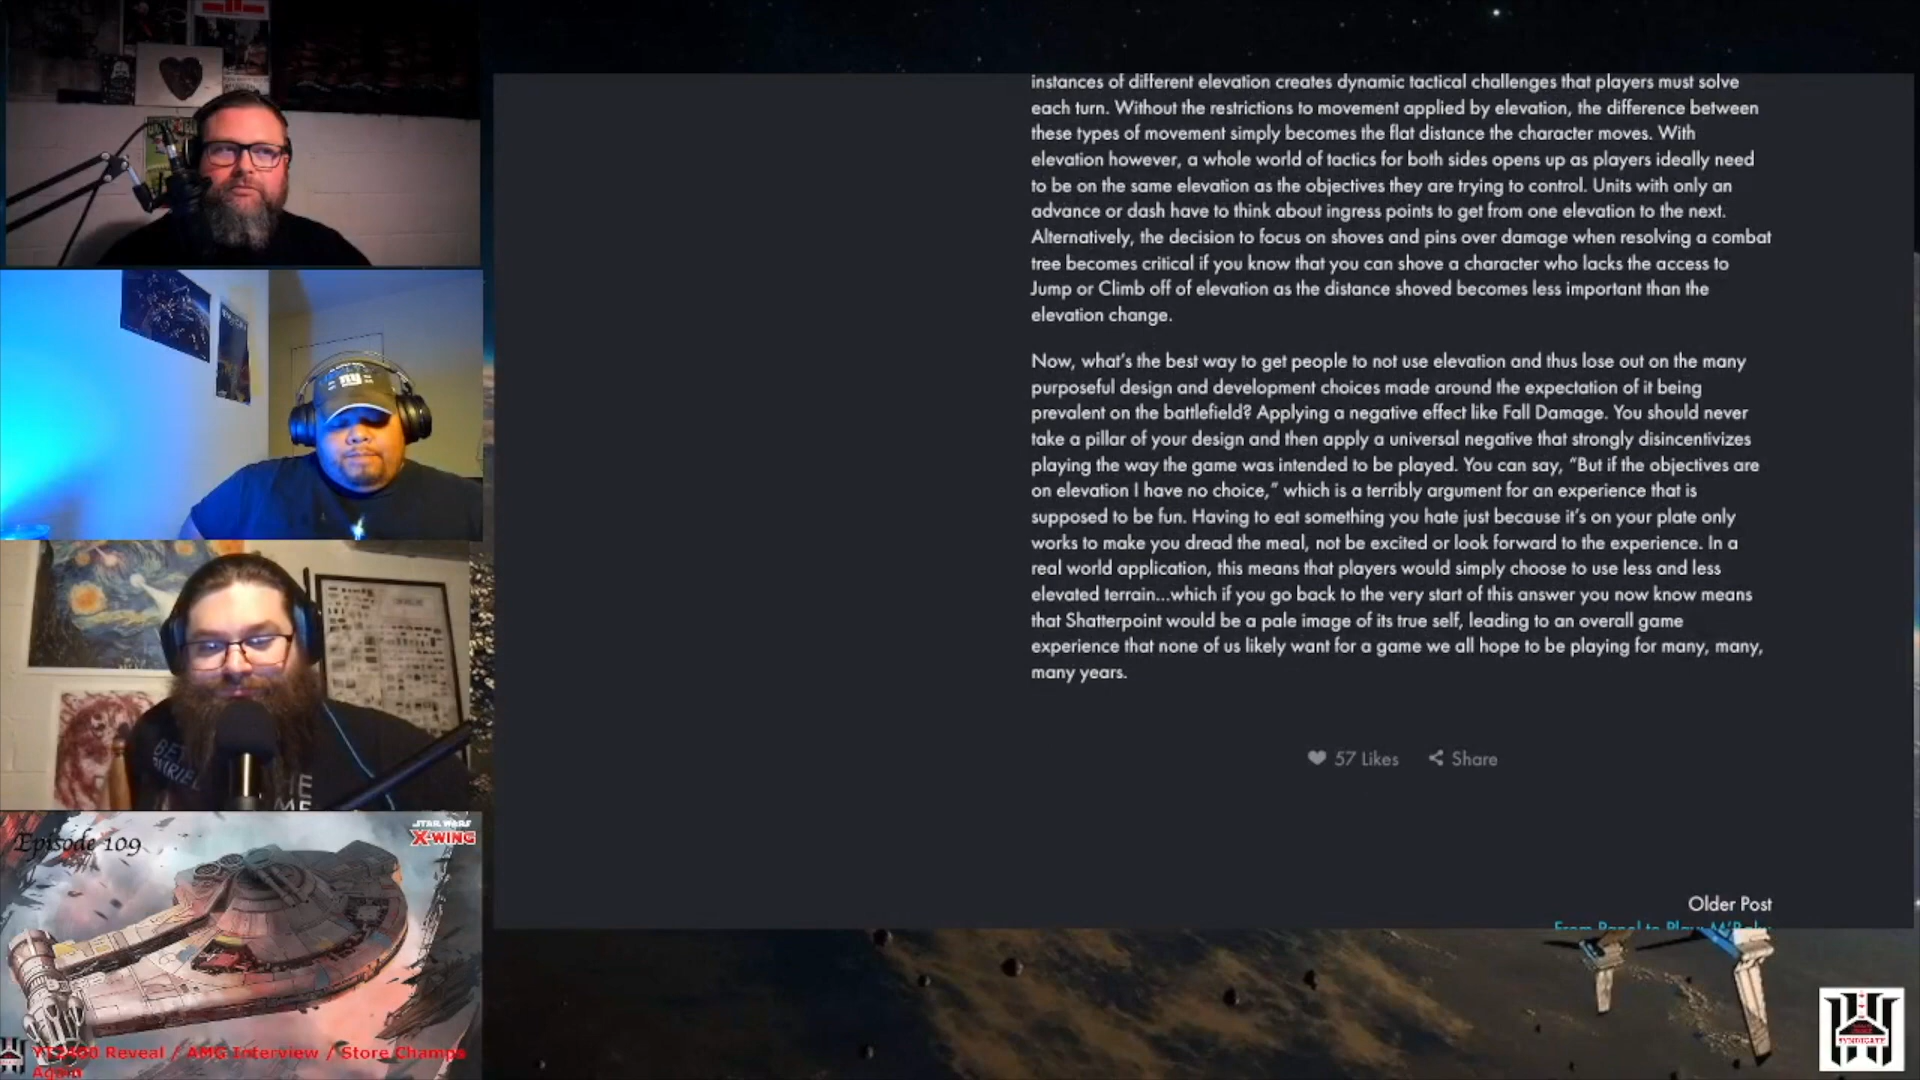 instances of different elevation creates dynamic tactical challenges that players must solve
each turn. Without the restrictions to movement applied by elevation, the difference between
these types of movement simply becomes the flat distance the character moves. With
elevation however, a whole world of tactics for both sides opens up as players ideally need
to be on the same elevation as the objectives they are trying to control. Units with only an
advance or dash have to think about ingress points to get from one elevation to the next.
Alternatively, the decision to focus on shoves and pins over damage when resolving a combat
tree becomes critical if you know that you can shove a character who lacks the access to
Jump or Climb off of elevation as the distance shoved becomes less important than the
elevation change.
Now, what's the best way to get people to not use elevation and thus lose out on the many
purposeful design and development choices made around the expectation of it being
prevalent on the battlefield? Applying a negative effect like Fall Damage. You should never
take a pillar of your design and then apply a universal negative that strongly disincentivizes
playing the way the game was intended to be played. You can say, “But if the objectives are
on elevation I have no choice,” which is a terribly argument for an experience that is
supposed to be fun. Having to eat something you hate just because it's on your plate only
works to make you dread the meal, not be excited or look forward to the experience. In a
real world application, this means that players would simply choose to use less and less
elevated terrain...which if you go back to the very start of this answer you now know means
that Shatterpoint would be a pale image of its true self, leading to an overall game
experience that none of us likely want for a game we all hope to be playing for many, many,
many years.
57 Likes
Share
Older Post
From Panel to Play:
ny
Episode 109
STAR WARS
X-WING
YT2400 Reveal / AMG Interview / Store Champs
Again
SYNDICATE